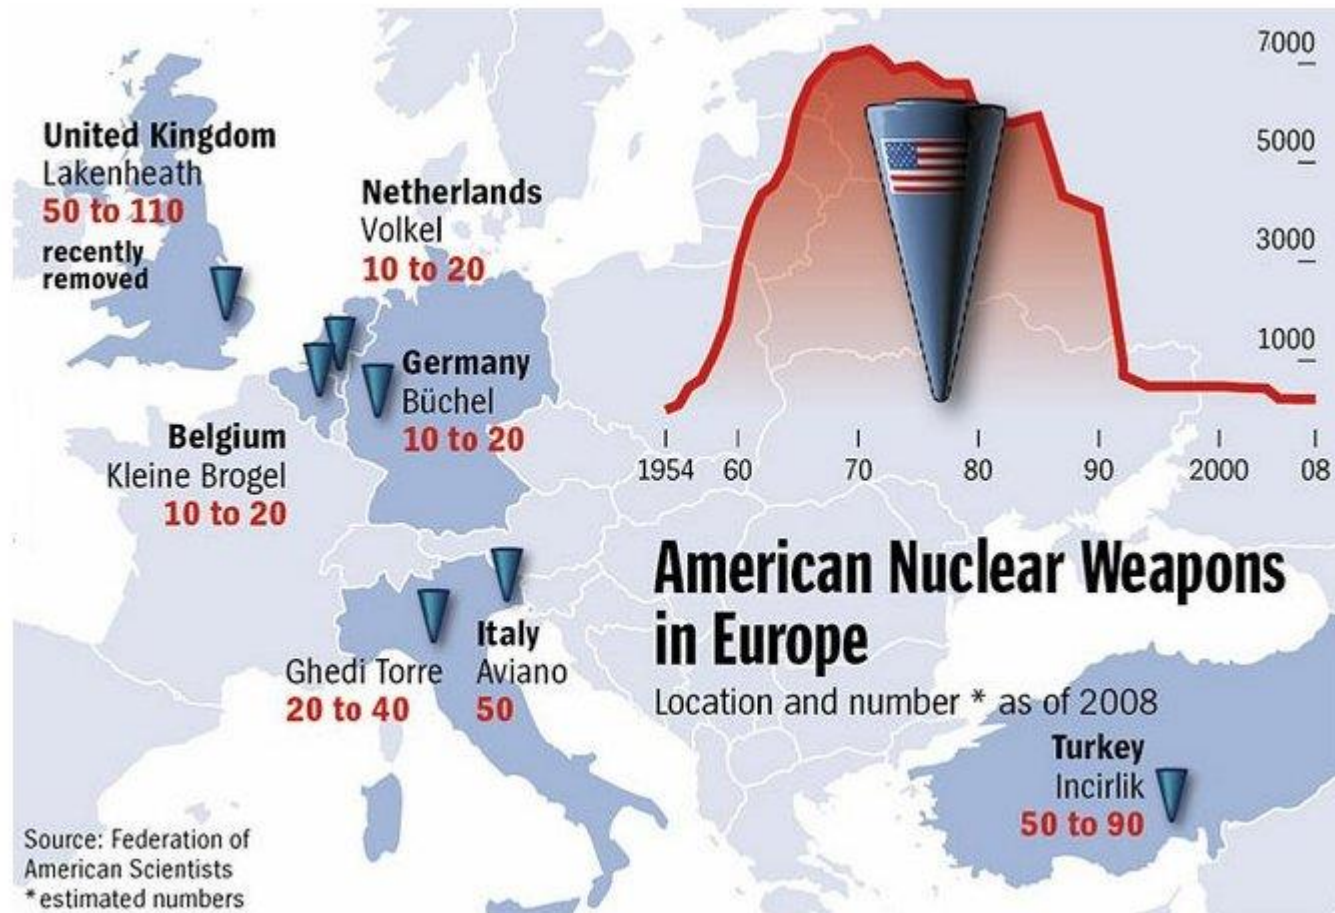 United Kingdom
Lakenheath
50 to 110
recently
removed
Netherlands
Volkel
10 to 20
Germany
Büchel
10 to 20
Belgium
Kleine Brogel
10 to 20
Ghedi Torre
20 to 40
Italy
Aviano
50
7000
5000
3000
1000
1954 60 70 80 90 2000 08
American Nuclear Weapons
in Europe
Location and number * as of 2008
Turkey
Incirlik
50 to 90
Source: Federation of
American Scientists
*estimated numbers